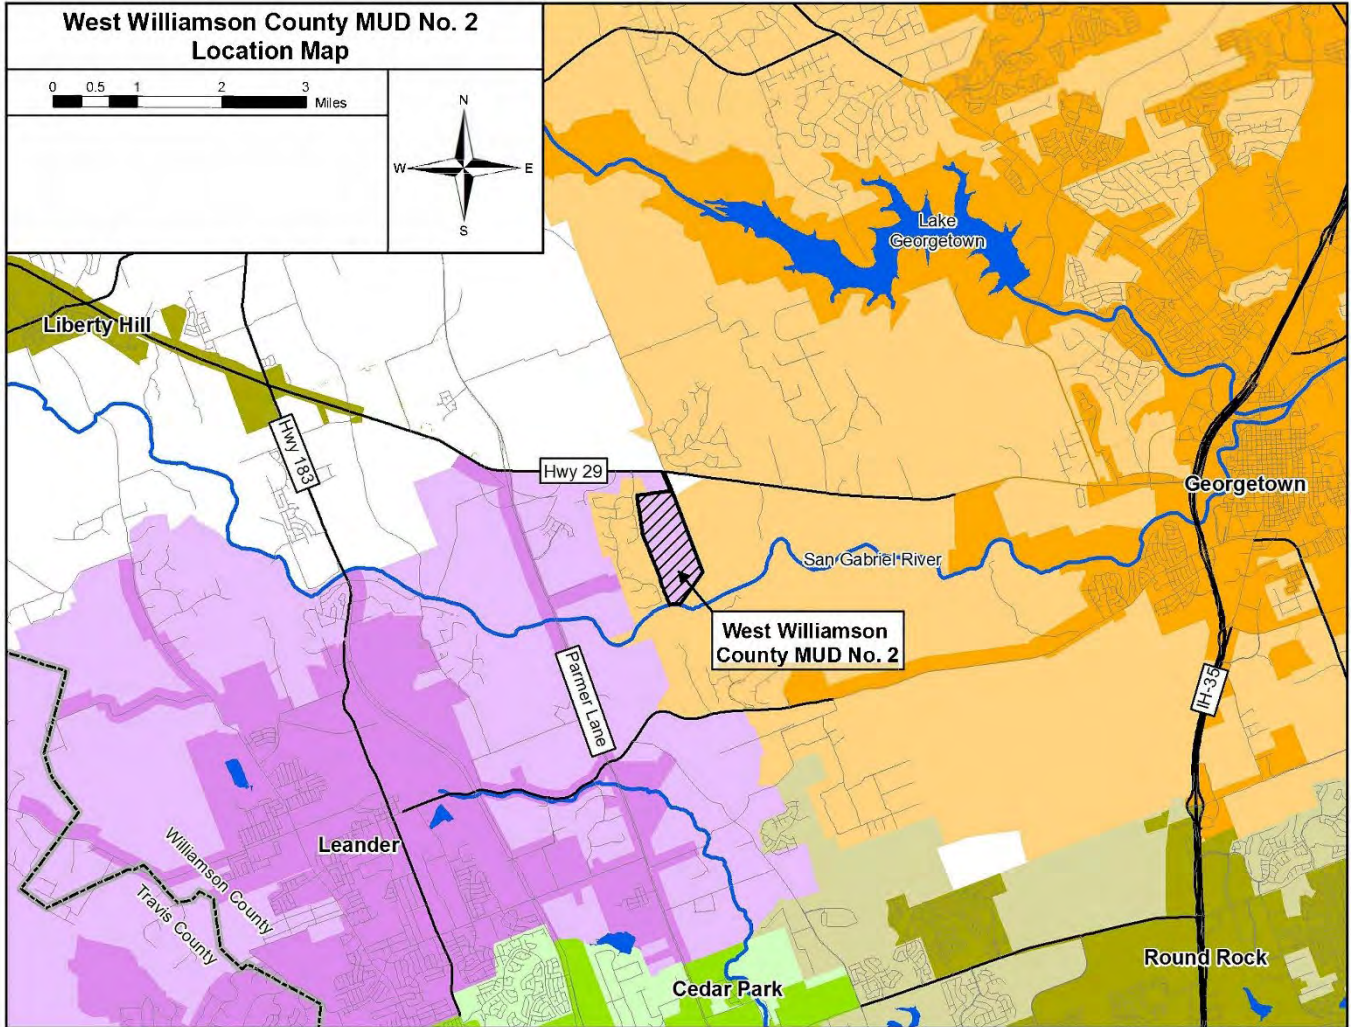 West Williamson County MUD No. 2
Location Map
0 0.5 1 2 3
Miles
N
W E
S
Lake
Georgetown
Liberty Hill
Hwy 183
Hwy 29
Georgetown
San Gabriel River
West Williamson
County MUD No. 2
Parmer Lane
IH-35
Leander
Williamson County
Travis County
Cedar Park
Round Rock